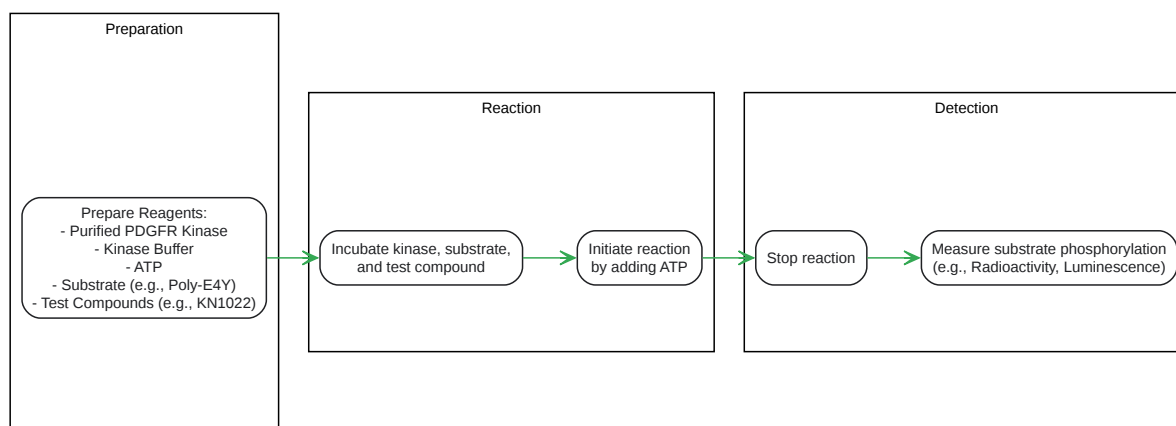 Preparation
Prepare Reagents:
- Purified PDGFR Kinase
- Kinase Buffer
- ATP
- Substrate (e.g., Poly-E4Y)
- Test Compounds (e.g., KN1022)
Reaction
Incubate kinase, substrate,
and test compound
Initiate reaction
by adding ATP
Detection
Stop reaction
Measure substrate phosphorylation
(e.g., Radioactivity, Luminescence)